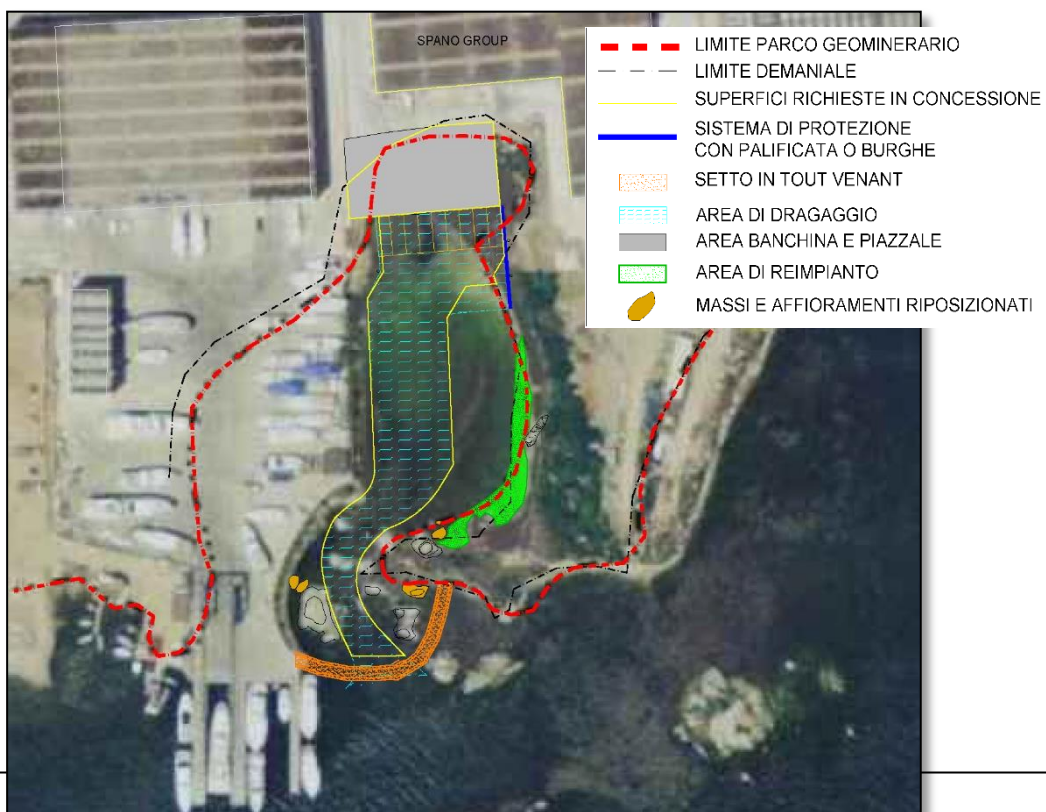 SPANO GROUP
LIMITE PARCO GEOMINERARIO
LIMITE DEMANIALE
SUPERFICI RICHIESTE IN CONCESSIONE
SISTEMA DI PROTEZIONE
CON PALIFICATA O BURGHE
SETTO IN TOUT VENANT
AREA DI DRAGAGGIO
AREA BANCHINA E PIAZZALE
AREA DI REIMPIANTO
MASSI E AFFIORAMENTI RIPOSIZIONATI